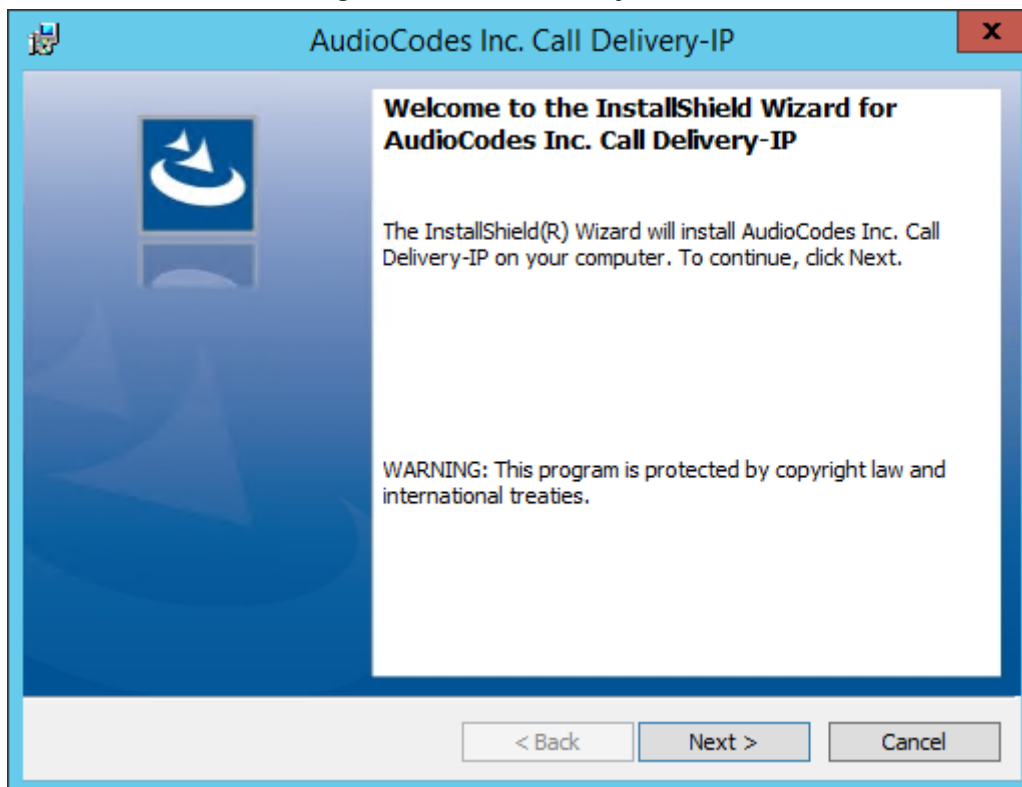 AudioCodes Inc. Call Delivery-IP
x
Welcome to the InstallShield Wizard for
AudioCodes Inc. Call Delivery-IP
The InstallShield(R) Wizard will install AudioCodes Inc. Call
Delivery-IP on your computer. To continue, click Next.
WARNING: This program is protected by copyright law and
international treaties.
< Back
Next >
Cancel